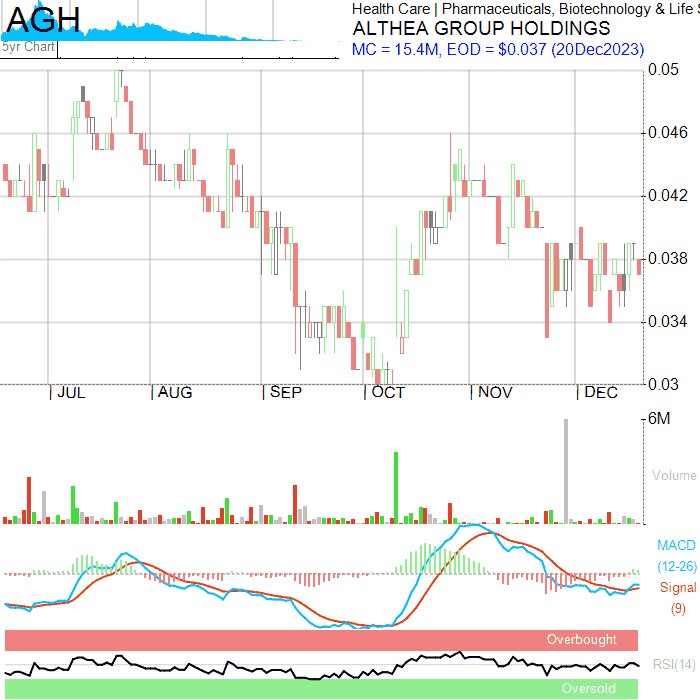 AGH
5yr Chart
Health Care | Pharmaceuticals, Biotechnology & Life S
ALTHEA GROUP HOLDINGS
MC = 15.4M, EOD = $0.037 (20Dec2023)
0.05
0.046
0.042
0.038
0.034
0.03
| JUL | AUG | SEP | OCT | NOV | DEC
6M
Volume
MACD
(12-26)
Signal
(9)
Overbought
RSI(14)
Oversold